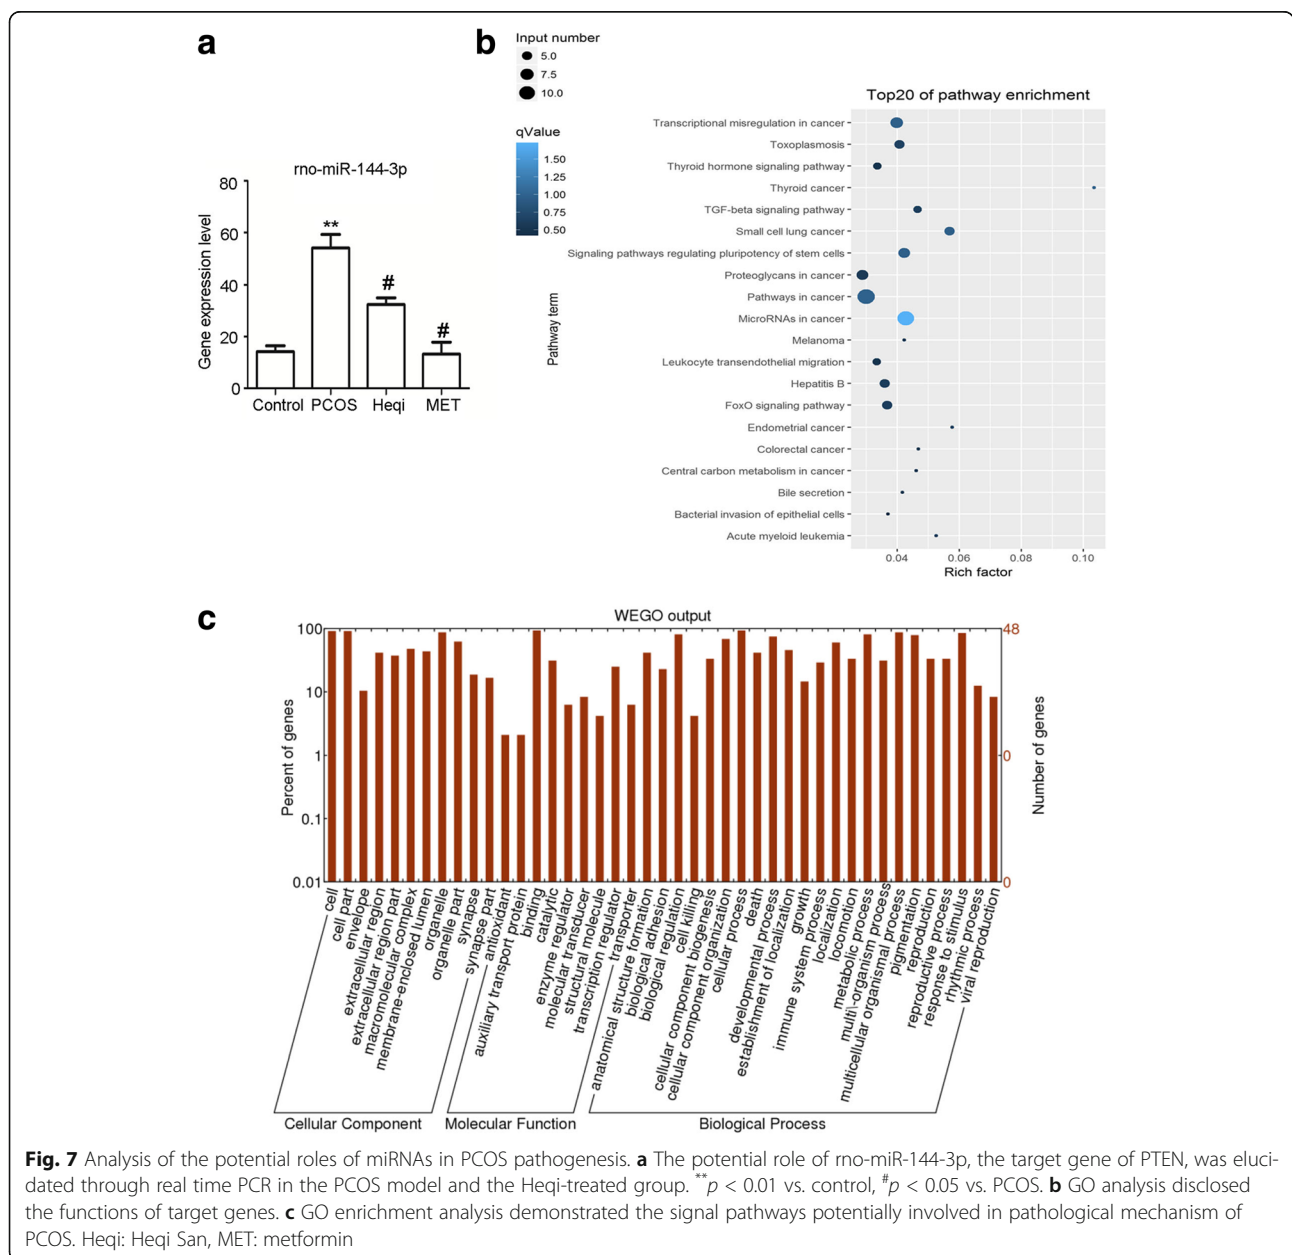 a
rno-miR-144-3p
Gene expression level
80
60
40
20
0
**
#
#
Control PCOS Heqi MET
b
Input number
5.0
7.5
10.0
qValue
1.50
1.25
1.00
0.75
0.50
Top20 of pathway enrichment
Pathway term
Transcriptional misregulation in cancer
Toxoplasmosis
Thyroid hormone signaling pathway
Thyroid cancer
TGF-beta signaling pathway
Small cell lung cancer
Signaling pathways regulating pluripotency of stem cells
Proteoglycans in cancer
Pathways in cancer
MicroRNAs in cancer
Melanoma
Leukocyte transendothelial migration
Hepatitis B
FoxO signaling pathway
Endometrial cancer
Colorectal cancer
Central carbon metabolism in cancer
Bile secretion
Bacterial invasion of epithelial cells
Acute myeloid leukemia
0.04 0.06 0.08 0.10
Rich factor
c
WEGO output
Percent of genes
100
10
1
0.1
0.01
48
0
0
Number of genes
cell
cell part
envelope
extracellular region
extracellular region part
macromolecular complex
membrane-enclosed lumen
organelle
organelle part
synapse
synapse part
antioxidant
auxiliary transport protein
binding
catalytic
enzyme regulator
molecular transducer
structural molecule
transcription regulator
transporter
anatomical structure formation
biological adhesion
biological regulation
cell killing
cellular component biogenesis
cellular component organization
cellular process
death
developmental process
establishment of localization
growth
immune system process
localization
locomotion
metabolic process
multi\-organism process
multicellular organismal process
pigmentation
reproduction
reproductive process
response to stimulus
rhythmic process
viral reproduction
Cellular Component Molecular Function Biological Process
Fig. 7 Analysis of the potential roles of miRNAs in PCOS pathogenesis. a The potential role of rno-miR-144-3p, the target gene of PTEN, was eluci-
dated through real time PCR in the PCOS model and the Heqi-treated group. **p < 0.01 vs. control, #p < 0.05 vs. PCOS. b GO analysis disclosed
the functions of target genes. c GO enrichment analysis demonstrated the signal pathways potentially involved in pathological mechanism of
PCOS. Heqi: Heqi San, MET: metformin